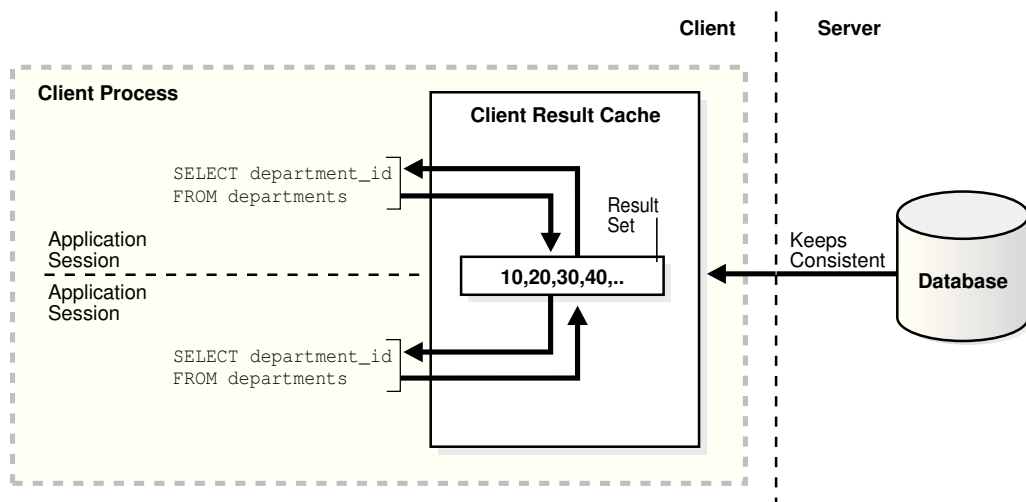 Client
Server
Client Process
Client Result Cache
SELECT department_id
FROM departments
Result
Set
Application
Session
Keeps
Consistent
10,20,30,40,..
Database
Application
Session
SELECT department_id
FROM departments